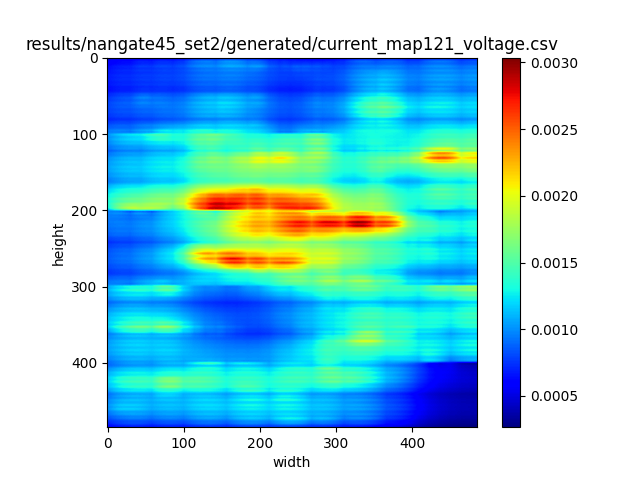 results/nangate45_set2/generated/current_map121_voltage.csv
0
100
200
300
400
height
0 100 200 300 400
width
0.0030
0.0025
0.0020
0.0015
0.0010
0.0005